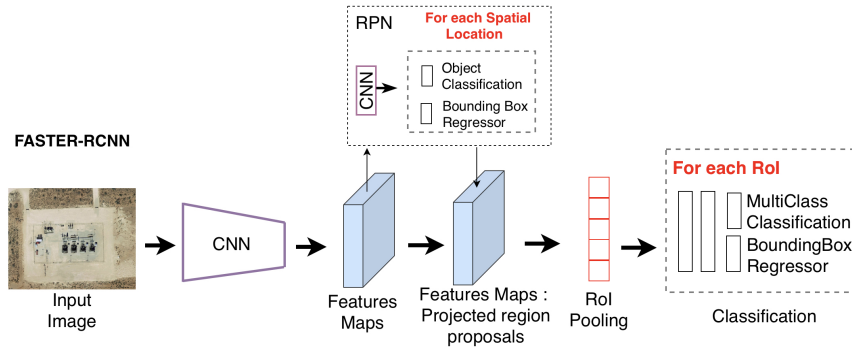 FASTER-RCNN
Input
Image
CNN
Features
Maps
RPN
For each Spatial
Location
CNN
Object
Classification
Bounding Box
Regressor
Features Maps :
Projected region
proposals
RoI
Pooling
For each RoI
MultiClass
Classification
BoundingBox
Regressor
Classification